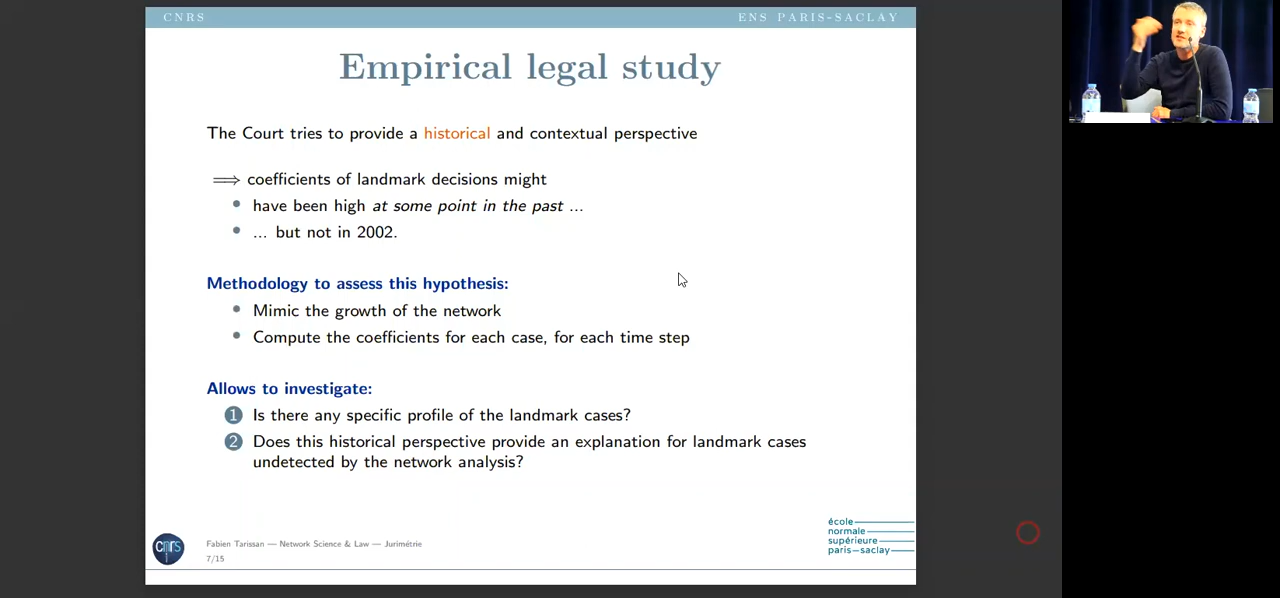 CNRS
ENS PARIS-SACLAY
Empirical legal study
The Court tries to provide a historical and contextual perspective
⟹ coefficients of landmark decisions might
• have been high at some point in the past ...
• ... but not in 2002.
Methodology to assess this hypothesis:
• Mimic the growth of the network
• Compute the coefficients for each case, for each time step
Allows to investigate:
1 Is there any specific profile of the landmark cases?
2 Does this historical perspective provide an explanation for landmark cases
undetected by the network analysis?
cnrs
Fabien Tarissan — Network Science & Law — Jurimétrie
7/15
école
normale
supérieure
paris–saclay